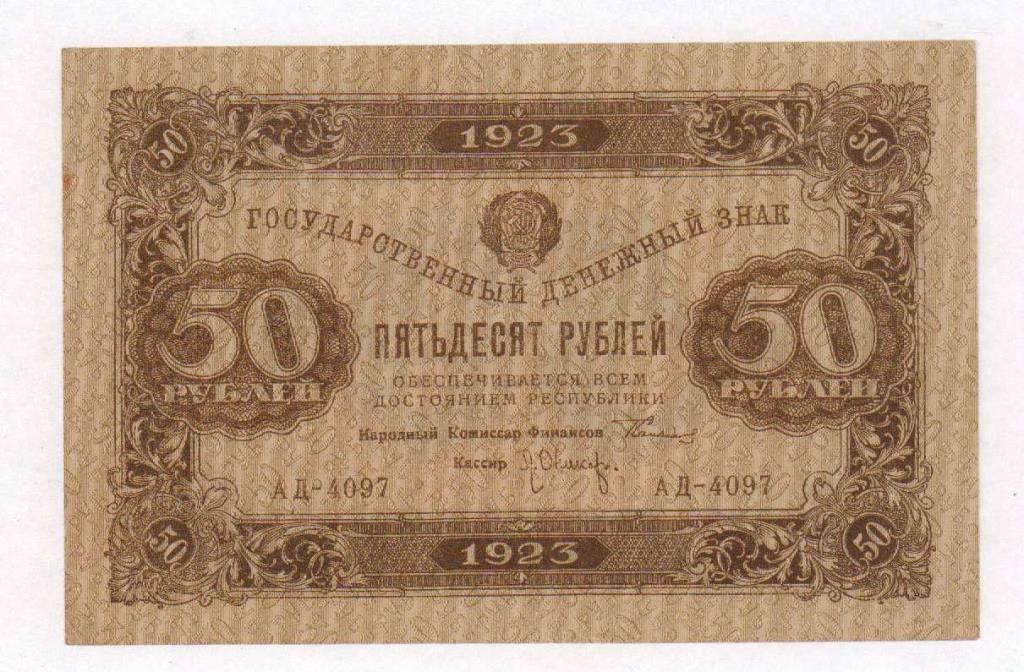 50 1923 50
ГОСУДАРСТВЕННЫЙ ДЕНЕЖНЫЙ ЗНАК
50 РУБЛЕЙ
ПЯТЬДЕСЯТ РУБЛЕЙ
50 РУБЛЕЙ
ОБЕСПЕЧИВАЕТСЯ ВСЕМ
ДОСТОЯНИЕМ РЕСПУБЛИКИ
Народный Комиссар Финансов
Кассир
АД-4097 АД-4097
50 1923 50